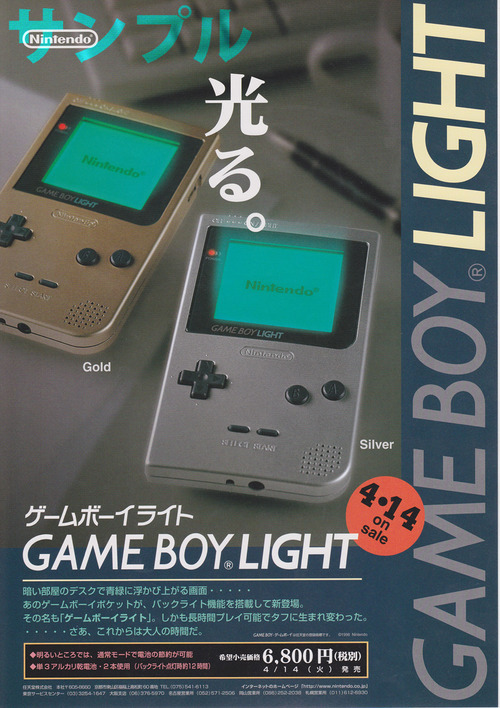 サンプル
Nintendo®
光る。
GAME BOY® LIGHT
Nintendo®
GAME BOY LIGHT
Nintendo
Gold
Nintendo®
GAME BOY LIGHT
Nintendo
SELECT START
SELECT START
Silver
4・14
on
sale
ゲームボーイライト
GAME BOY® LIGHT
暗い部屋のデスクで青緑に浮かび上がる画面・・・・・
あのゲームボーイポケットが、バックライト機能を搭載して新登場。
その名も「ゲームボーイライト」。しかも長時間プレイ可能でタフに生まれ変わった。
・・・・・さあ、これからは大人の時間だ。
◆明るいところでは、通常モードで電池の節約が可能
◆単3アルカリ乾電池・2本使用(バックライト点灯時約12時間)
希望小売価格 6,800円(税別)
4/14(火)発売
任天堂株式会社
インターネットのホームページ「http://www.nintendo.co.jp